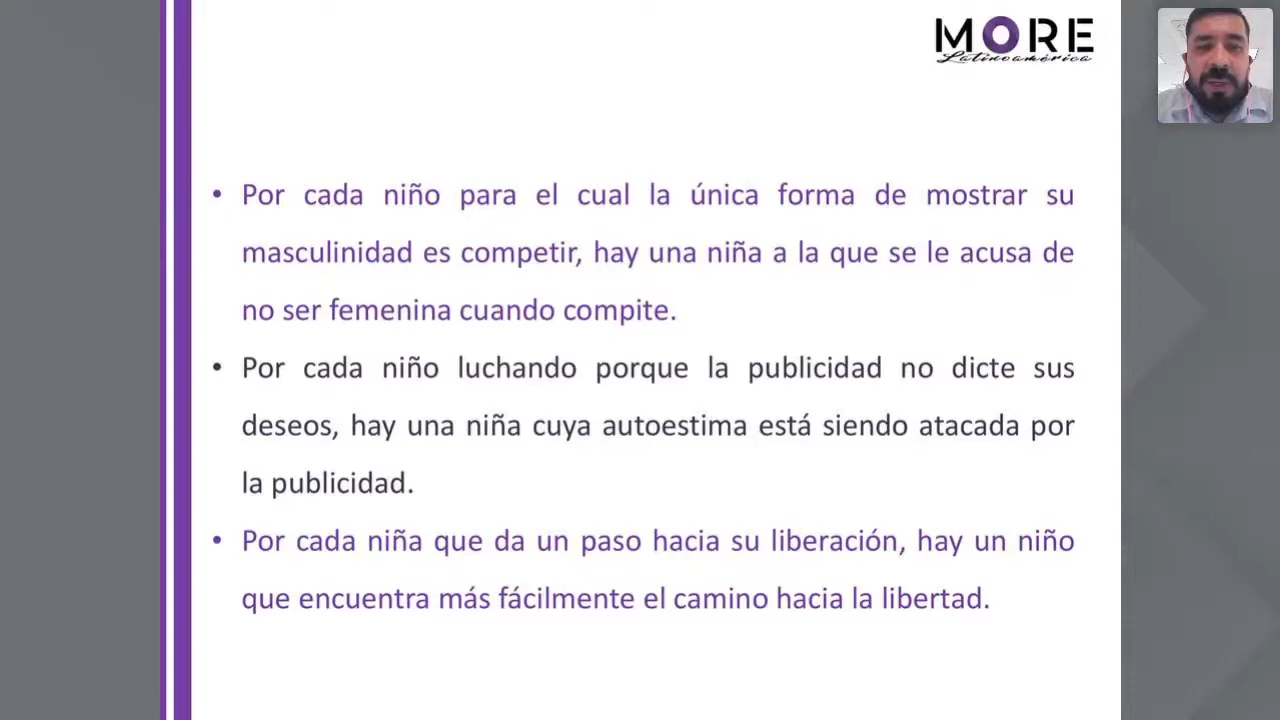 MORE
Latinoamérica
• Por cada niño para el cual la única forma de mostrar su
masculinidad es competir, hay una niña a la que se le acusa de
no ser femenina cuando compite.
• Por cada niño luchando porque la publicidad no dicte sus
deseos, hay una niña cuya autoestima está siendo atacada por
la publicidad.
• Por cada niña que da un paso hacia su liberación, hay un niño
que encuentra más fácilmente el camino hacia la libertad.